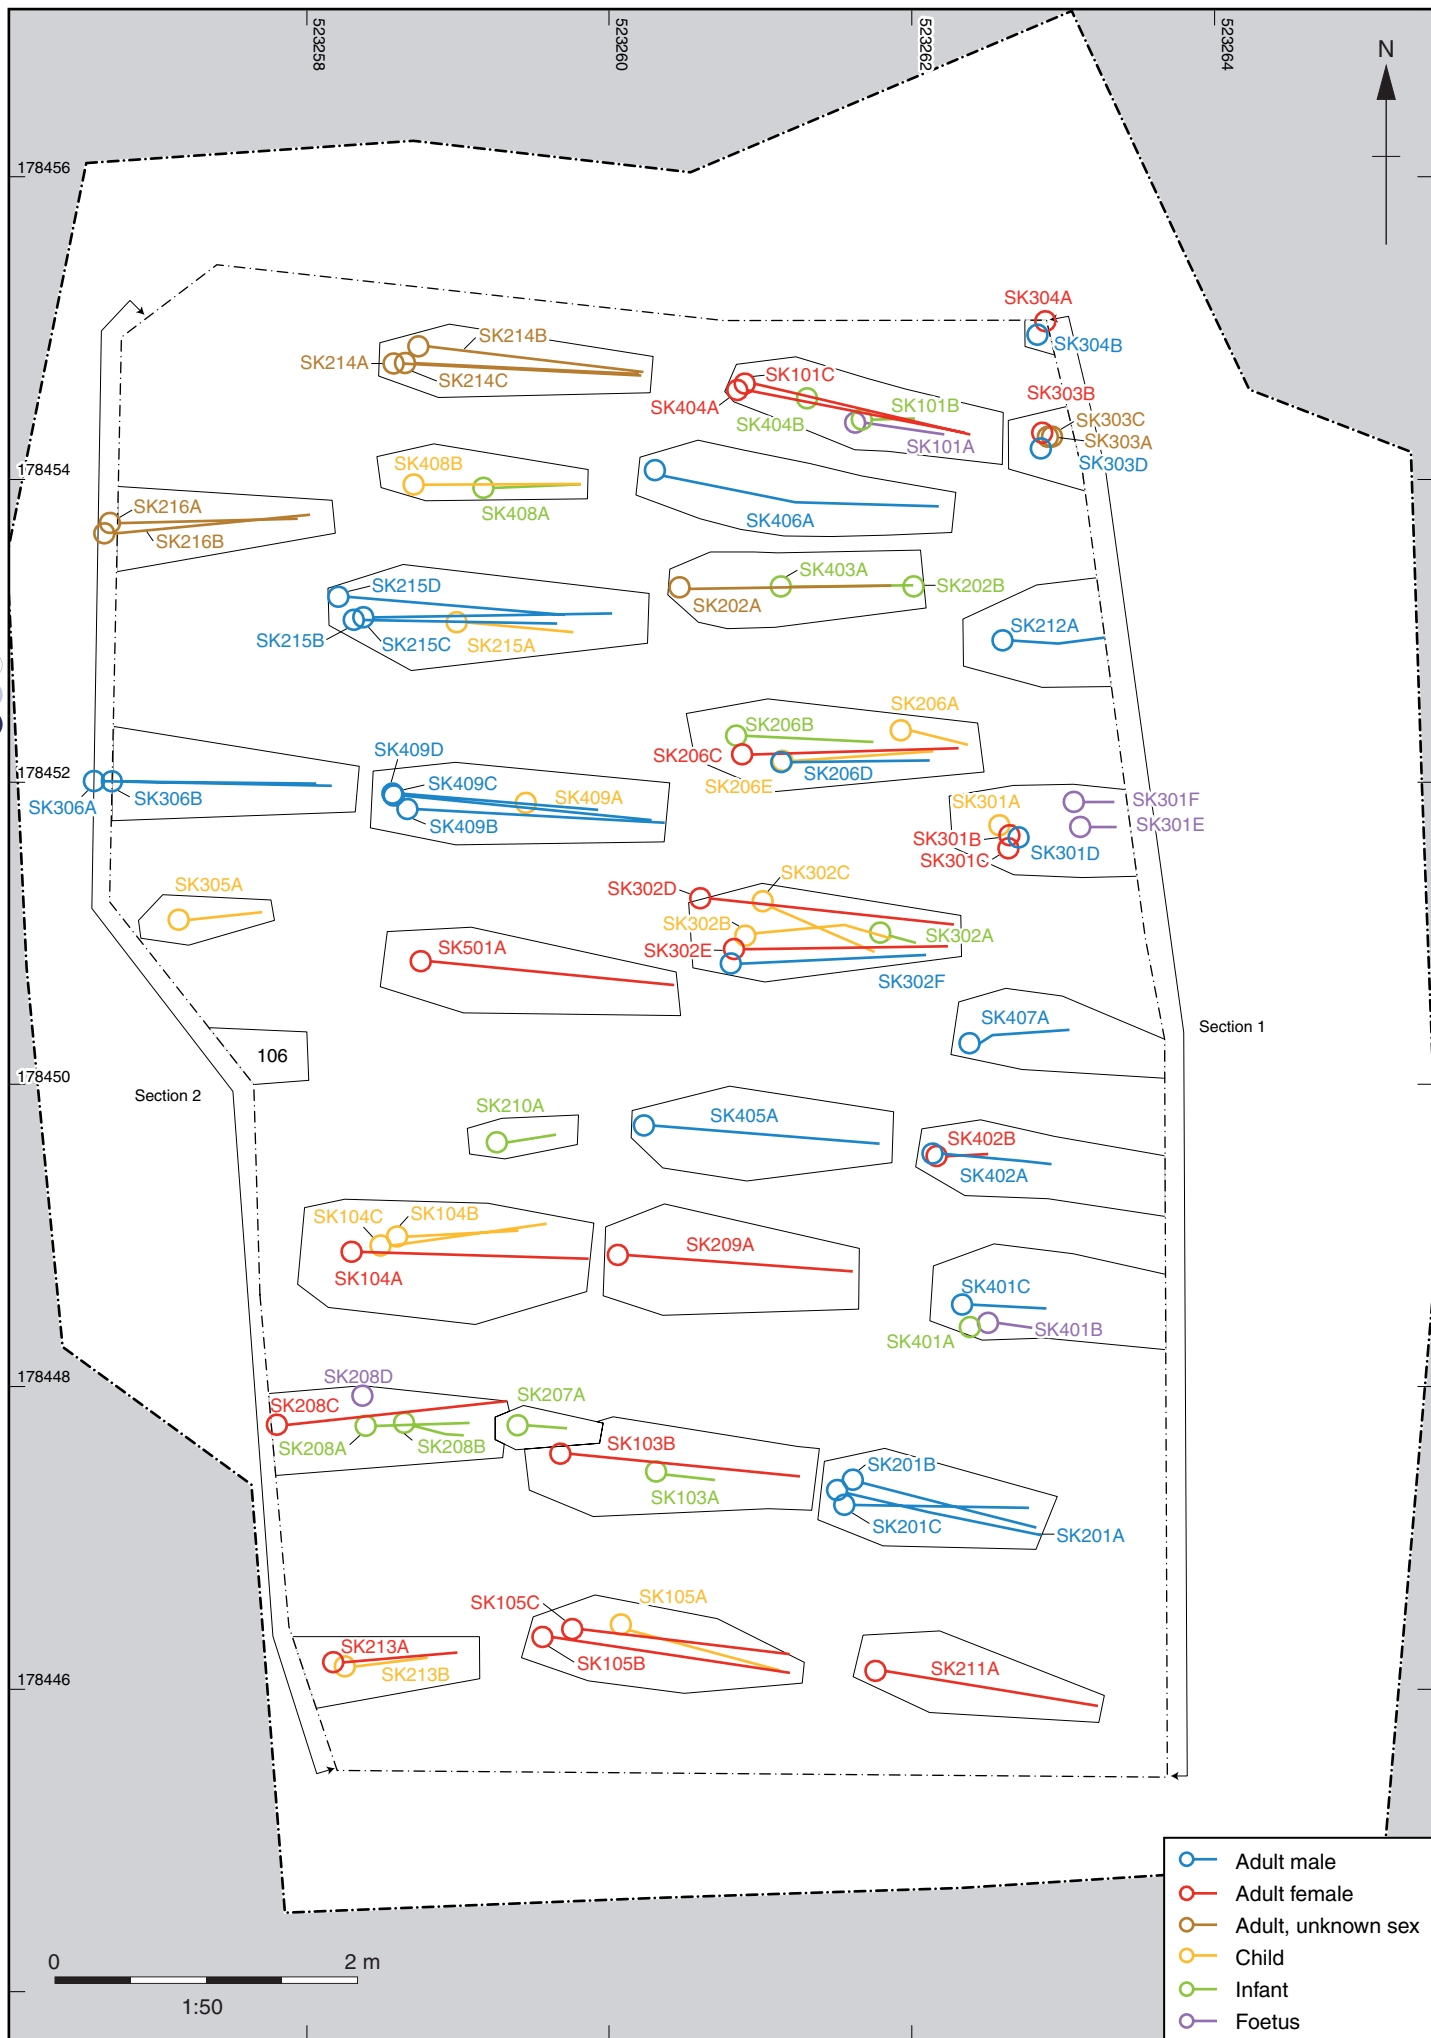 523258
523260
523262
523264
N
178456
SK304A
SK304B
SK214B
SK214A
SK214C
SK101C
SK303B
SK404A
SK101B
SK303C
SK404B
SK101A
SK303A
SK303D
178454
SK408B
SK408A
SK406A
SK216A
SK216B
SK215D
SK403A
SK202B
SK202A
SK215B
SK215C
SK215A
SK212A
SK206A
SK206B
SK409D
SK206C
178452
SK409C
SK206D
SK206E
SK306A
SK306B
SK409A
SK409B
SK301A
SK301F
SK301E
SK301B
SK301D
SK301C
SK305A
SK302D
SK302C
SK302B
SK302A
SK501A
SK302E
SK302F
SK407A
Section 1
106
178450
Section 2
SK210A
SK405A
SK402B
SK402A
SK104C
SK104B
SK209A
SK104A
SK401C
SK401A
SK401B
178448
SK208D
SK207A
SK208C
SK208A
SK208B
SK103B
SK103A
SK201B
SK201C
SK201A
SK105C
SK105A
SK213A
SK213B
SK105B
SK211A
178446
Adult male
Adult female
Adult, unknown sex
Child
Infant
Foetus
0
2 m
1:50